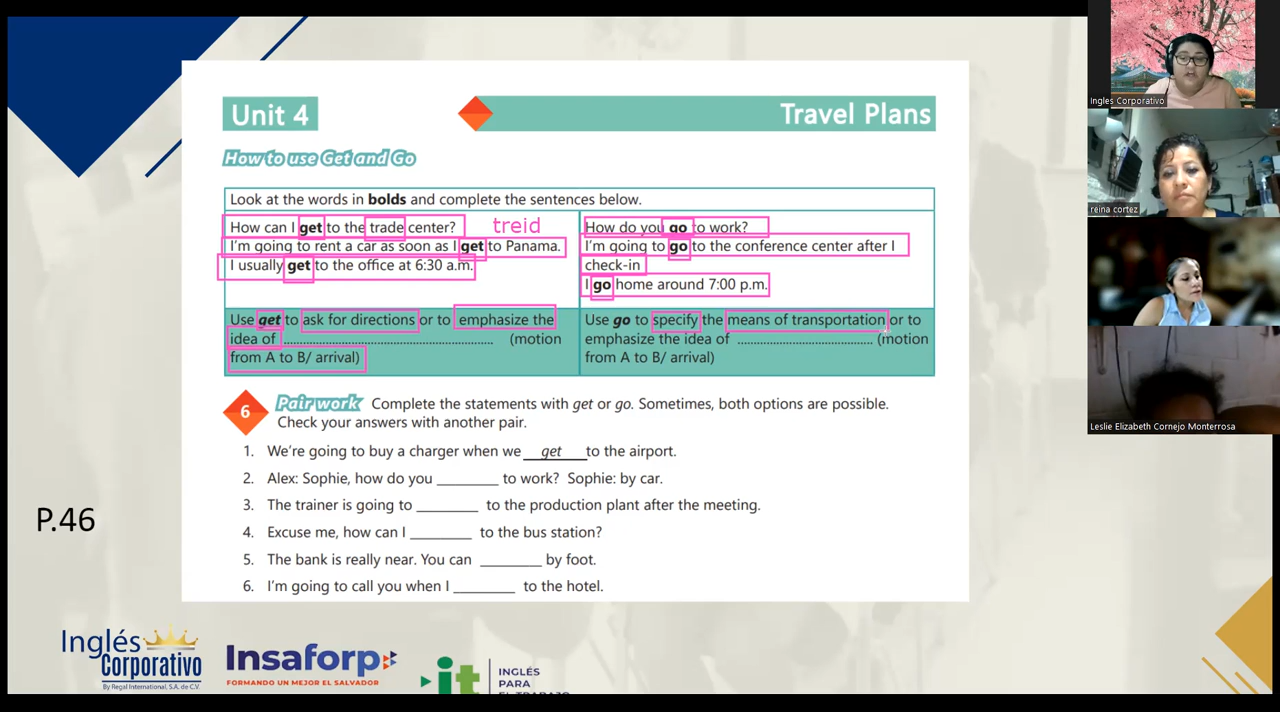 Unit 4
Travel Plans
How to use Get and Go
Look at the words in bolds and complete the sentences below.
How can I get to the trade center? treid
I'm going to rent a car as soon as I get to Panama.
I usually get to the office at 6:30 a.m.
How do you go to work?
I'm going to go to the conference center after I
check-in
I go home around 7:00 p.m.
Use get to ask for directions or to emphasize the
idea of ................................................... (motion
from A to B/ arrival)
Use go to specify the means of transportation or to
emphasize the idea of ................................. (motion
from A to B/ arrival)
6 Pair work Complete the statements with get or go. Sometimes, both options are possible.
Check your answers with another pair.
1. We're going to buy a charger when we __get__ to the airport.
2. Alex: Sophie, how do you ________ to work? Sophie: by car.
3. The trainer is going to ________ to the production plant after the meeting.
4. Excuse me, how can I ________ to the bus station?
5. The bank is really near. You can ________ by foot.
6. I'm going to call you when I ________ to the hotel.
P.46
Inglés
Corporativo
By Regal International, S.A. de C.V.
Insaforp
FORMANDO UN MEJOR EL SALVADOR
it
INGLÉS
PARA
EL TRABAJO
Ingles Corporativo
reina cortez
Leslie Elizabeth Cornejo Monterrosa